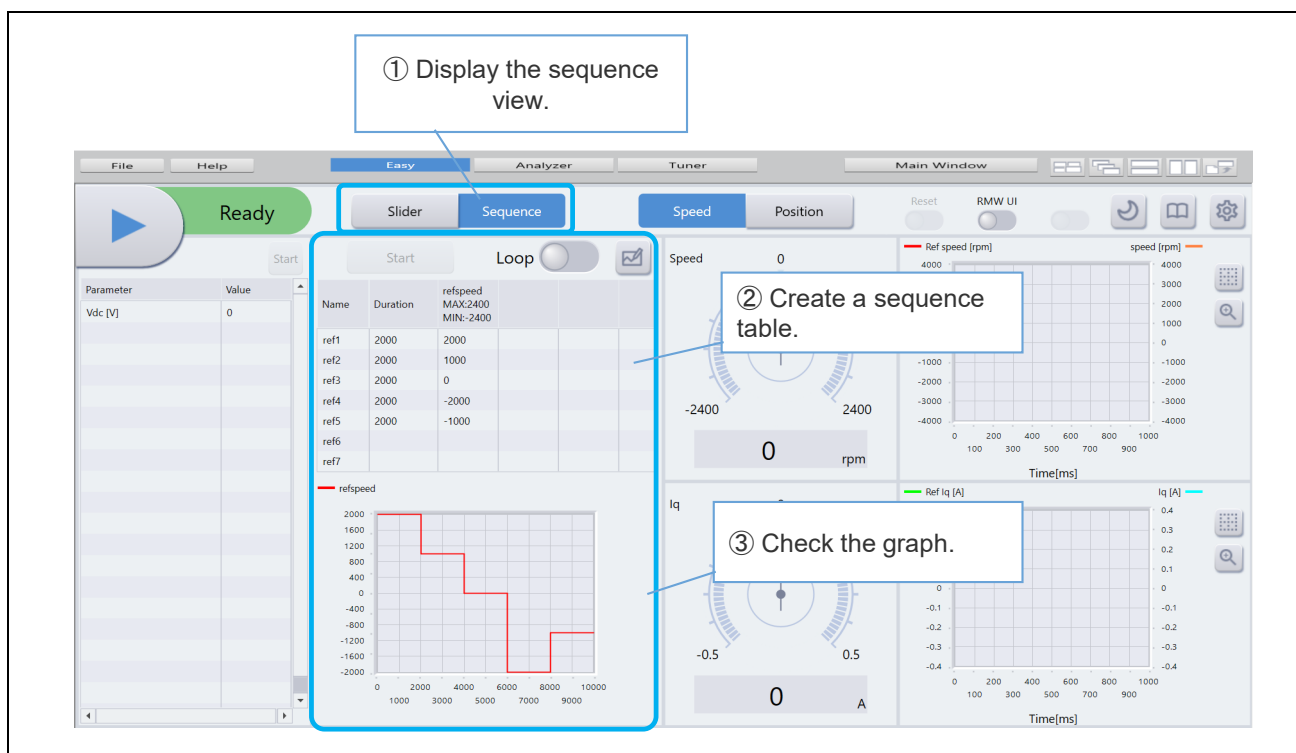 ① Display the sequence
view.
File Help Easy Analyzer Tuner Main Window
Ready Slider Sequence Speed Position Reset RMW UI
Start Start Loop
Parameter Value
Vdc [V] 0
Name Duration refspeed
MAX:2400
MIN:-2400
ref1 2000 2000
ref2 2000 1000
ref3 2000 0
ref4 2000 -2000
ref5 2000 -1000
ref6
ref7
refspeed
2000
1600
1200
800
400
0
-400
-800
-1200
-1600
-2000
0 2000 4000 6000 8000 10000
1000 3000 5000 7000 9000
Speed 0
② Create a sequence
table.
-2400 2400
0 rpm
Ref speed [rpm] speed [rpm]
4000 4000
3000
2000
1000
0
-1000 -1000
-2000 -2000
-3000 -3000
-4000 -4000
0 200 400 600 800 1000
100 300 500 700 900
Time[ms]
Iq
③ Check the graph.
-0.5 0.5
0 A
Ref Iq [A] Iq [A]
0.4
0.3
0.2
0.1
0 0
-0.1 -0.1
-0.2 -0.2
-0.3 -0.3
-0.4 -0.4
0 200 400 600 800 1000
100 300 500 700 900
Time[ms]